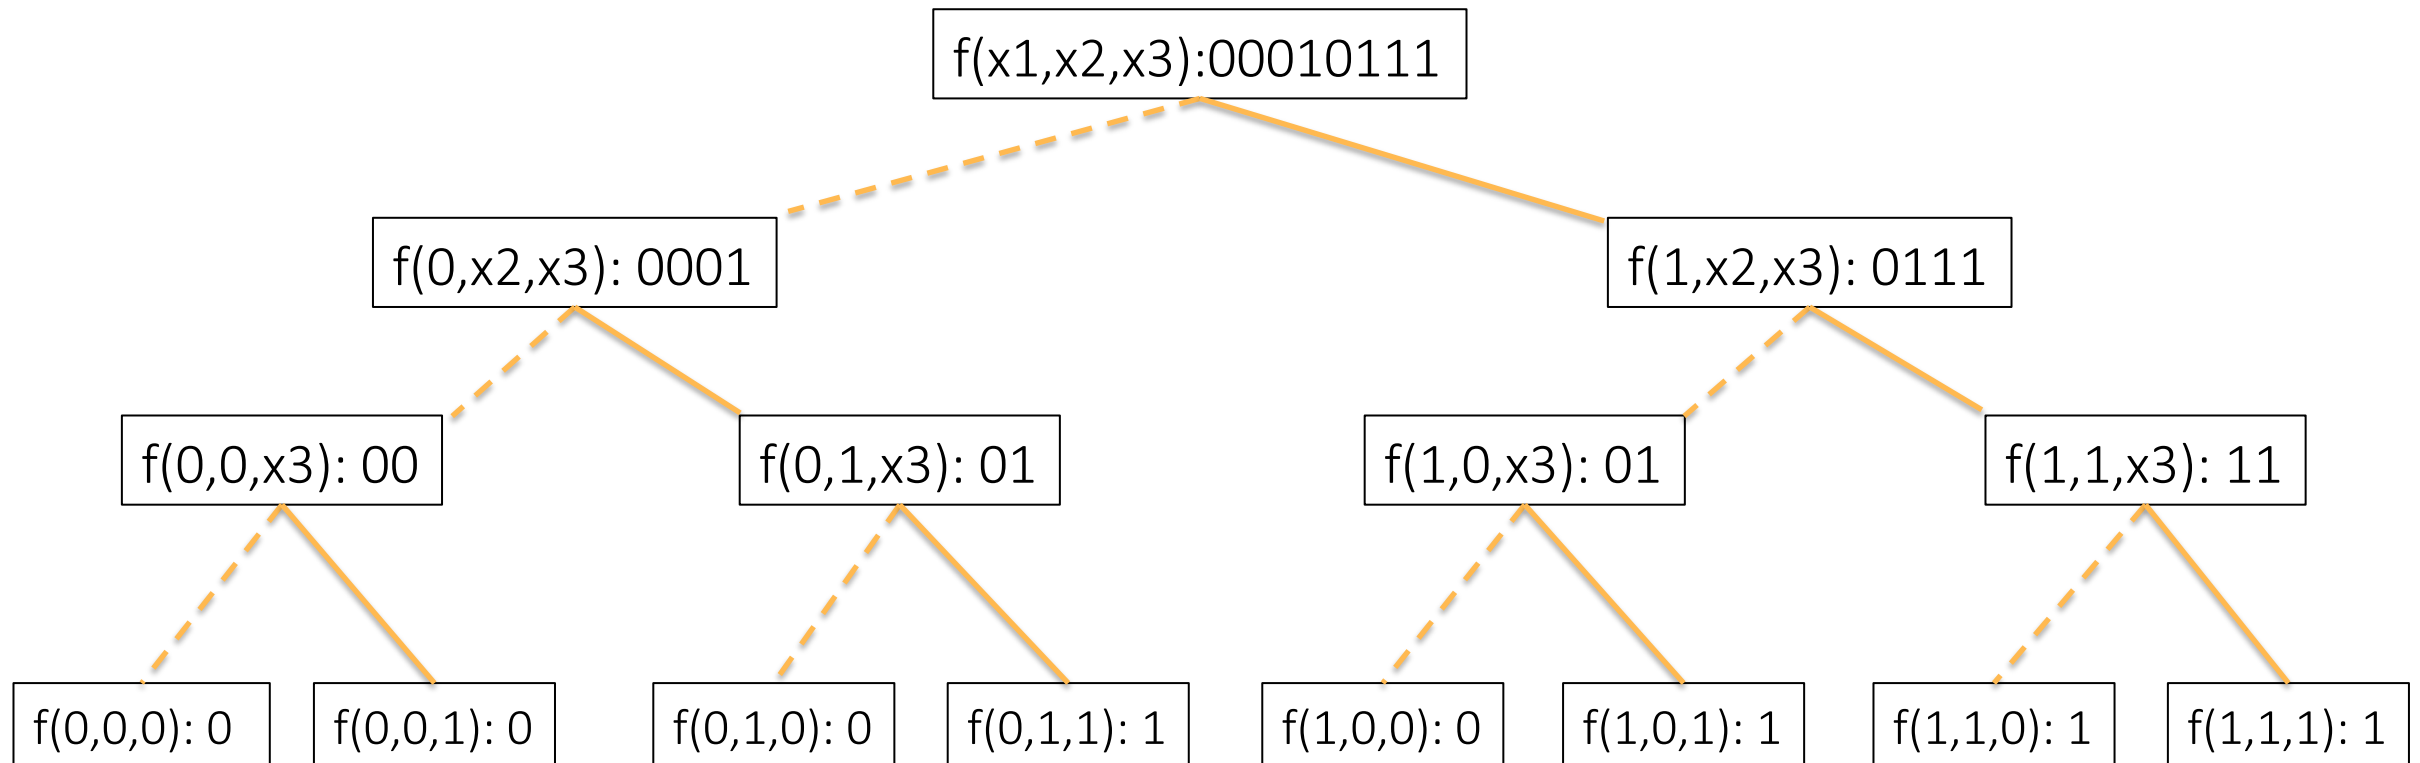 f(x1,x2,x3):00010111
f(0,x2,x3): 0001
f(1,x2,x3): 0111
f(0,0,x3): 00
f(0,1,x3): 01
f(1,0,x3): 01
f(1,1,x3): 11
f(0,0,0): 0
f(0,0,1): 0
f(0,1,0): 0
f(0,1,1): 1
f(1,0,0): 0
f(1,0,1): 1
f(1,1,0): 1
f(1,1,1): 1